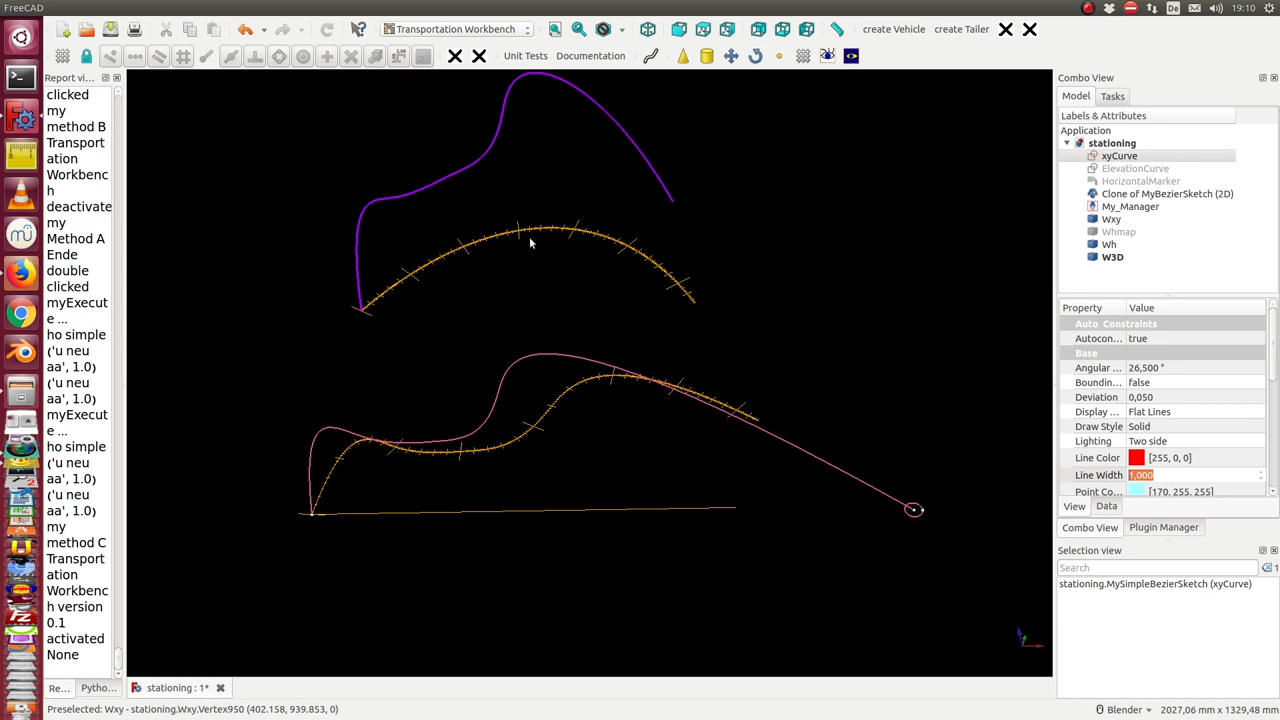 FreeCAD
De
19:10
Transportation Workbench
create Vehicle
create Tailer
Unit Tests
Documentation
Report vi...
clicked
my
method B
Transport
ation
Workbenc
h
deactivate
my
Method A
Ende
double
clicked
myExecut
e ...
ho simple
('u neu
aa', 1.0)
('u neu
aa', 1.0)
myExecut
e ...
ho simple
('u neu
aa', 1.0)
('u neu
aa', 1.0)
my
method C
Transport
ation
Workbenc
h version
0.1
activated
None
Re...
Pytho...
stationing : 1*
Combo View
Model
Tasks
Labels & Attributes
Application
stationing
xyCurve
ElevationCurve
HorizontalMarker
Clone of MyBezierSketch (2D)
My_Manager
Wxy
Whmap
Wh
W3D
Property Value
Auto Constraints
Autocon... true
Base
Angular ... 26,500 °
Boundin... false
Deviation 0,050
Display ... Flat Lines
Draw Style Solid
Lighting Two side
Line Color [255, 0, 0]
Line Width 1,000
Point Co... [170, 255, 255]
View
Data
Combo View
Plugin Manager
Selection view
Search
1
stationing.MySimpleBezierSketch (xyCurve)
Preselected: Wxy - stationing.Wxy.Vertex950 (402.158, 939.853, 0)
Blender
2027,06 mm x 1329,48 mm